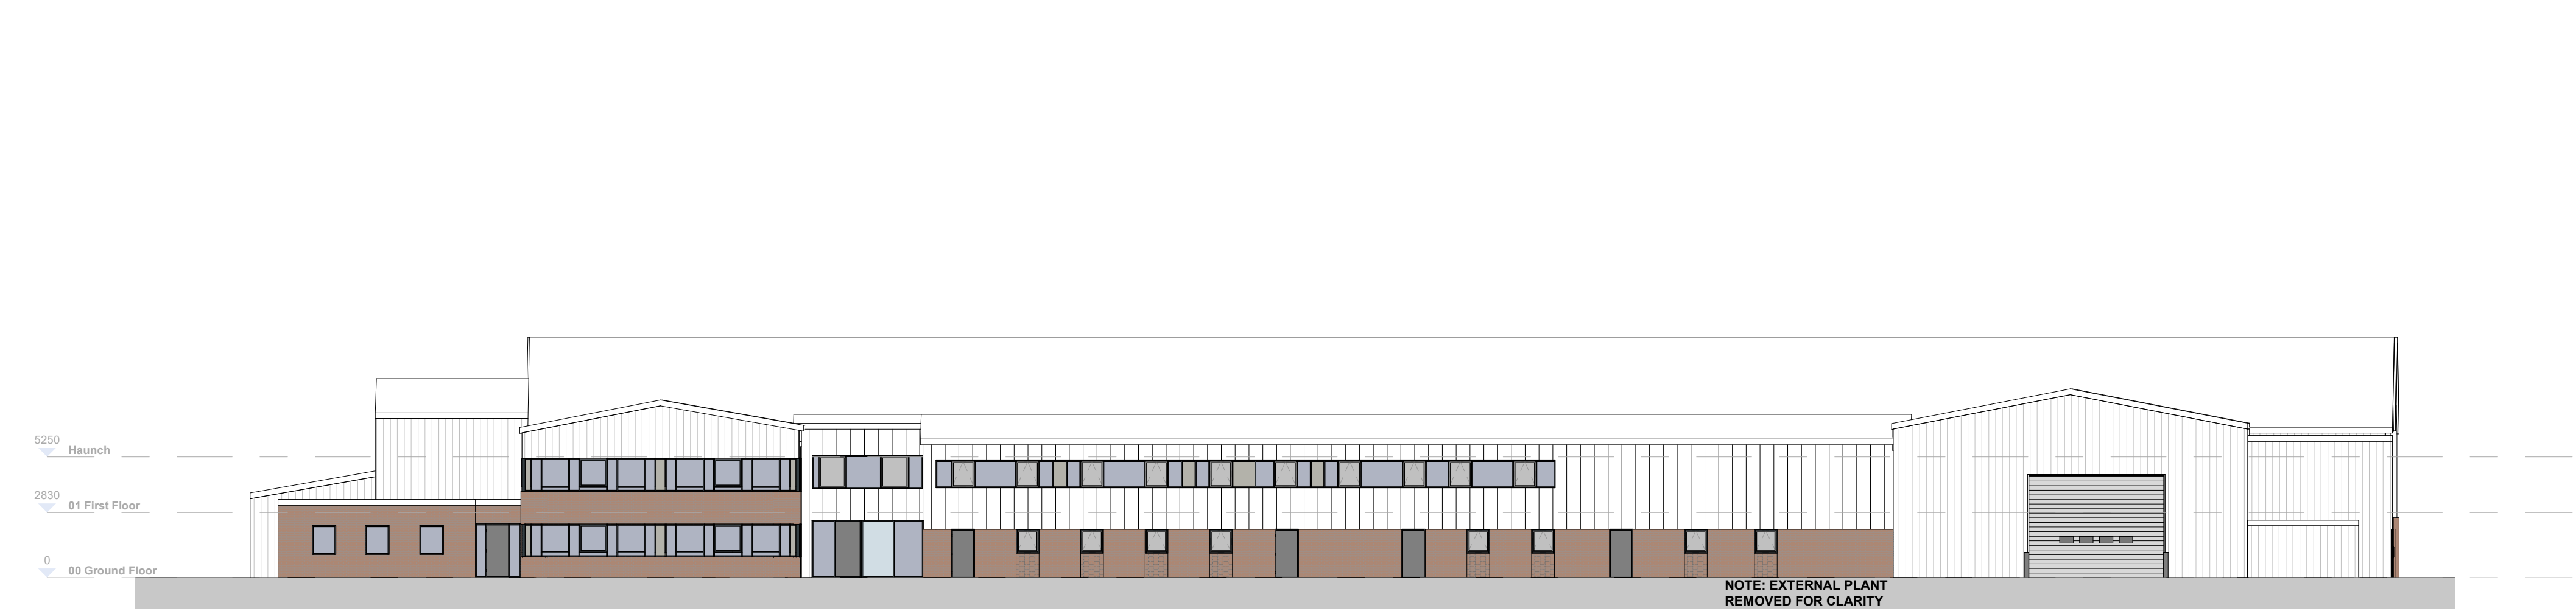 5250
Haunch
2830
01 First Floor
0
00 Ground Floor
NOTE: EXTERNAL PLANT
REMOVED FOR CLARITY